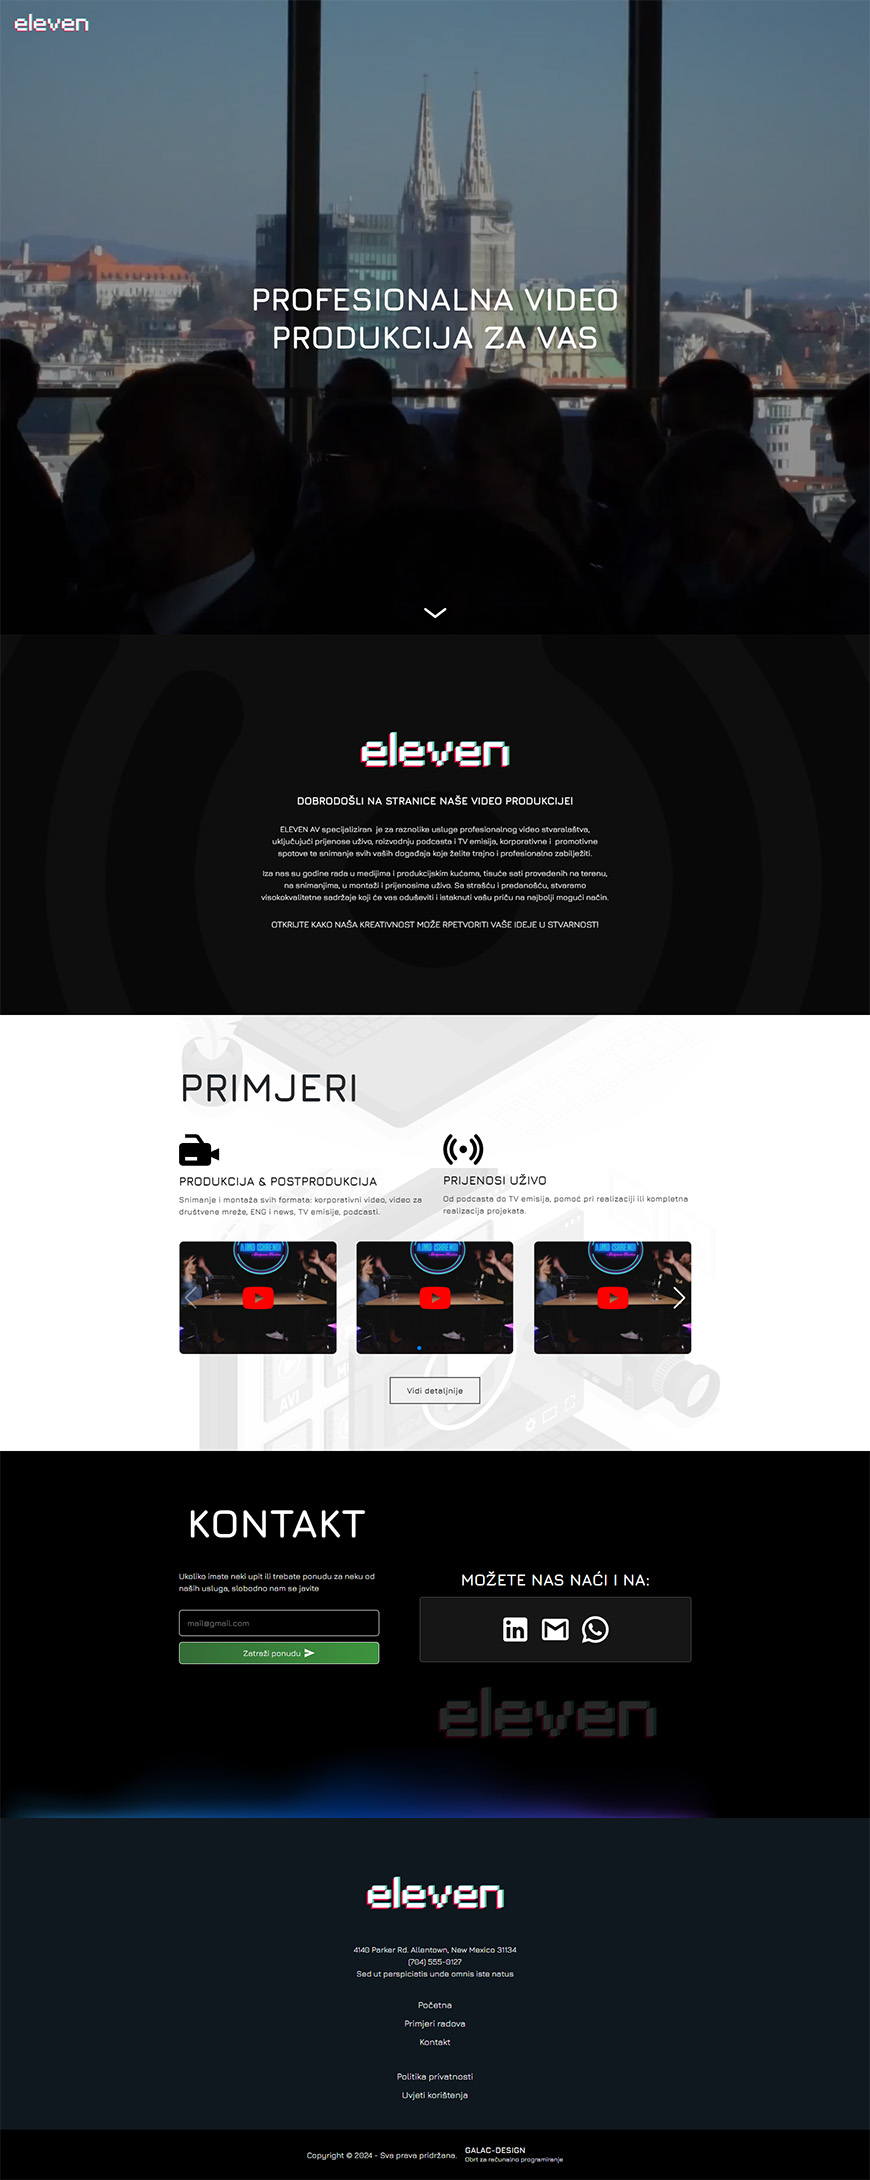 eleven
PROFESIONALNA VIDEO
PRODUKCIJA ZA VAS
eleven
DOBRODOŠLI NA STRANICE NAŠE VIDEO PRODUKCIJE!
ELEVEN AV specijaliziran je za raznolike usluge profesionalnog video stvaralaštva,
uključujući prijenose uživo, roizvodnju podcasta i TV emisija, korporativne i promotivne
spotove te snimanje svih vaših događaja koje želite trajno i profesionalno zabilježiti.
Iza nas su godine rada u medijima i produkcijskim kućama, tisuće sati provedenih na terenu,
na snimanjima, u montaži i prijenosima uživo. Sa strašću i predanošću, stvaramo
visokokvalitetne sadržaje koji će vas oduševiti i istaknuti vašu priču na najbolji mogući način.
OTKRIJTE KAKO NAŠA KREATIVNOST MOŽE RPETVORITI VAŠE IDEJE U STVARNOST!
PRIMJERI
PRODUKCIJA & POSTPRODUKCIJA
Snimanje i montaža svih formata: korporativni video, video za
društvene mreže, ENG i news, TV emisije, podcasti.
PRIJENOSI UŽIVO
Od podcasta do TV emisija, pomoć pri realizaciji ili kompletna
realizacija projekata.
AVI
Vidi detaljnije
KONTAKT
Ukoliko imate neki upit ili trebate ponudu za neku od
naših usluga, slobodno nam se javite
mail@gmail.com
Zatraži ponudu
MOŽETE NAS NAĆI I NA:
eleven
eleven
4140 Parker Rd. Allentown, New Mexico 31134
(704) 555-0127
Sed ut perspiciatis unde omnis iste natus
Početna
Primjeri radova
Kontakt
Politika privatnosti
Uvjeti korištenja
Copyright © 2024 - Sva prava pridržana.
GALAC-DESIGN
Obrt za računalno programiranje